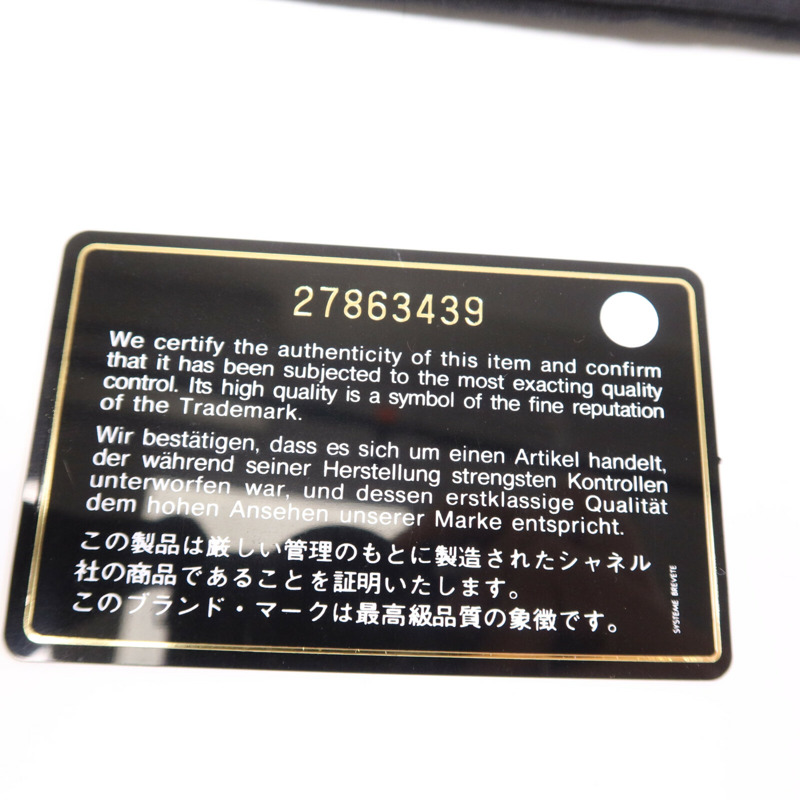 27863439
We certify the authenticity of this item and confirm
that it has been subjected to the most exacting quality
control. Its high quality is a symbol of the fine reputation
of the Trademark.
Wir bestätigen, dass es sich um einen Artikel handelt,
der während seiner Herstellung strengsten Kontrollen
unterworfen war, und dessen erstklassige Qualität
dem hohen Ansehen unserer Marke entspricht.
この製品は厳しい管理のもとに製造されたシャネル
社の商品であることを証明いたします。
このブランド・マークは最高級品質の象徴です。
SYSTEME BREVETE